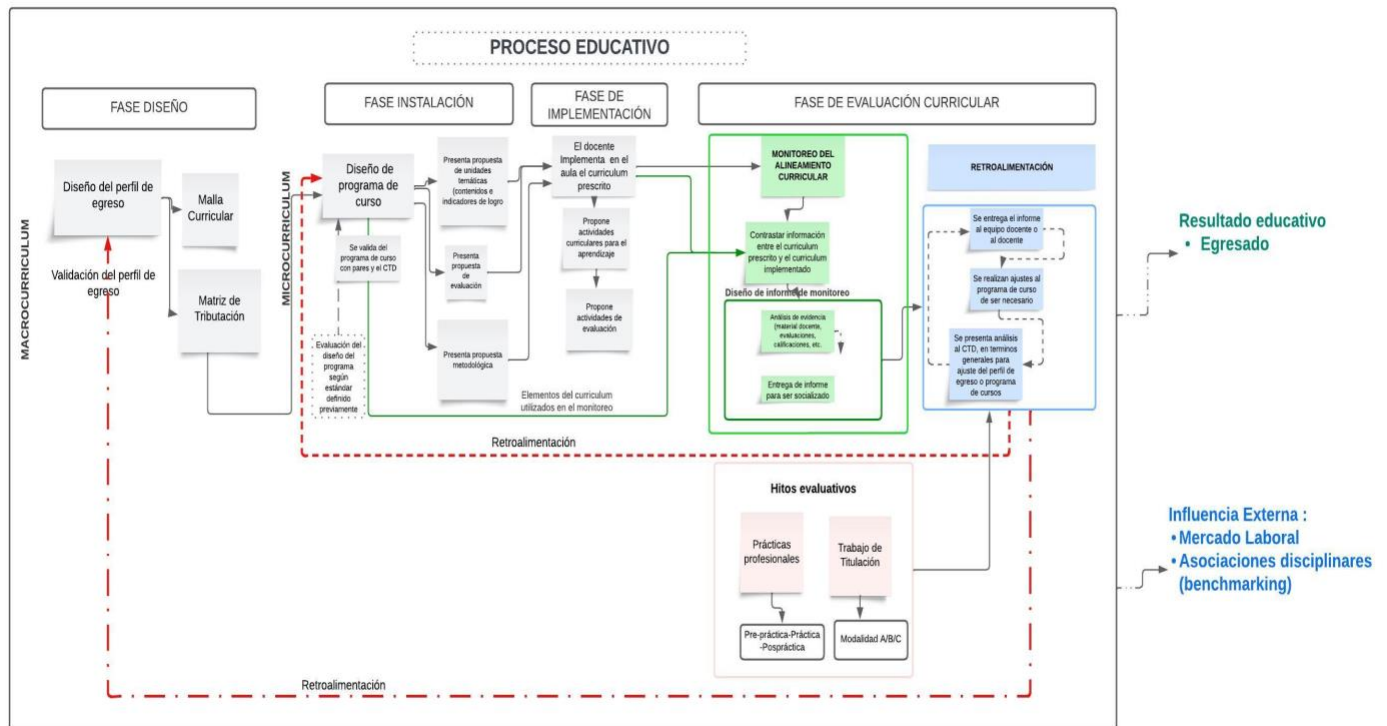 PROCESO EDUCATIVO
FASE DISEÑO
FASE INSTALACIÓN
FASE DE
IMPLEMENTACIÓN
FASE DE EVALUACIÓN CURRICULAR
MACROCURRICULUM
Diseño del perfil de
egreso
Validación del perfil de
egreso
Malla
Curricular
Matriz de
Tributación
MICROCURRICULUM
Diseño de
programa de
curso
Se valida del
programa de curso
con pares y el CTD
Evaluación del
diseño del
programa
según
estándar
definido
previamente
Presenta propuesta
de unidades
temáticas
(contenidos e
indicadores de
logro
Presenta
propuesta
de
evaluación
Presenta propuesta
metodológica
El docente
Implementa en el
aula el curriculum
prescrito
Propone
actividades
curriculares para el
aprendizaje
Propone
actividades de
evaluación
Elementos del curriculum
utilizados en el monitoreo
MONITOREO DEL
ALINEAMIENTO
CURRICULAR
Contrastar información
entre el curriculum
prescrito y el curriculum
implementado
Diseño de informe de monitoreo
Análisis de evidencia
(material docente,
evaluaciones,
calificaciones, etc.
Entrega de informe
para ser socializado
RETROALIMENTACIÓN
Se entrega el informe
al equipo docente o
al docente
Se realizan ajustes al
programa de curso
de ser necesario
Se presenta análisis
al CTD, en terminos
generales para
ajuste del perfil de
egreso o programa
de cursos
Retroalimentación
Hitos evaluativos
Prácticas
profesionales
Trabajo de
Titulación
Pre-práctica-Práctica
-Pospráctica
Modalidad A/B/C
Retroalimentación
Resultado educativo
• Egresado
Influencia Externa :
• Mercado Laboral
• Asociaciones disciplinares
(benchmarking)